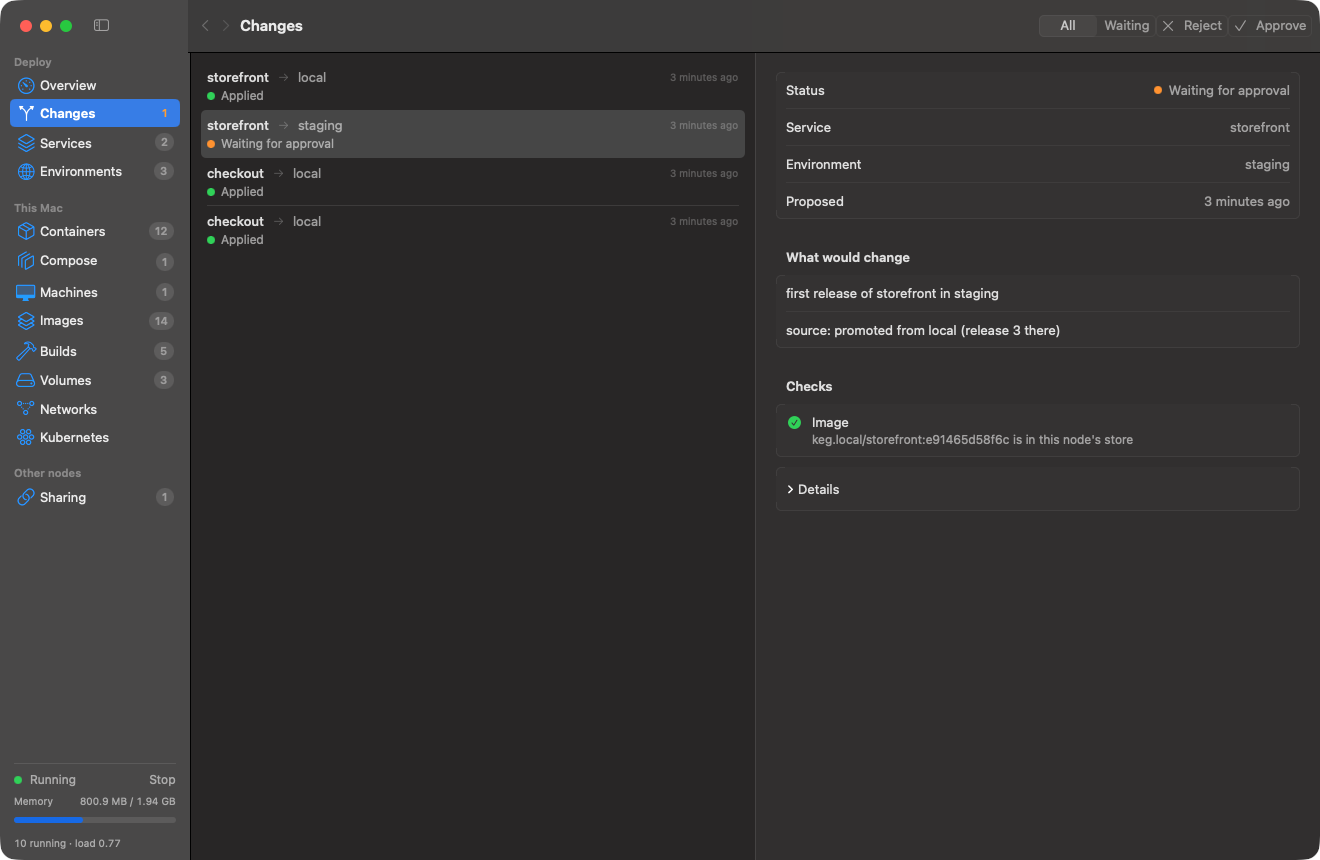 Changes
All Waiting Reject Approve
Deploy
Overview
Changes 1
Services 2
Environments 3
This Mac
Containers 12
Compose 1
Machines 1
Images 14
Builds 5
Volumes 3
Networks
Kubernetes
Other nodes
Sharing 1
Running Stop
Memory 800.9 MB / 1.94 GB
10 running · load 0.77
storefront → local 3 minutes ago
Applied
storefront → staging 3 minutes ago
Waiting for approval
checkout → local 3 minutes ago
Applied
checkout → local 3 minutes ago
Applied
Status Waiting for approval
Service storefront
Environment staging
Proposed 3 minutes ago
What would change
first release of storefront in staging
source: promoted from local (release 3 there)
Checks
Image
keg.local/storefront:e91465d58f6c is in this node's store
Details